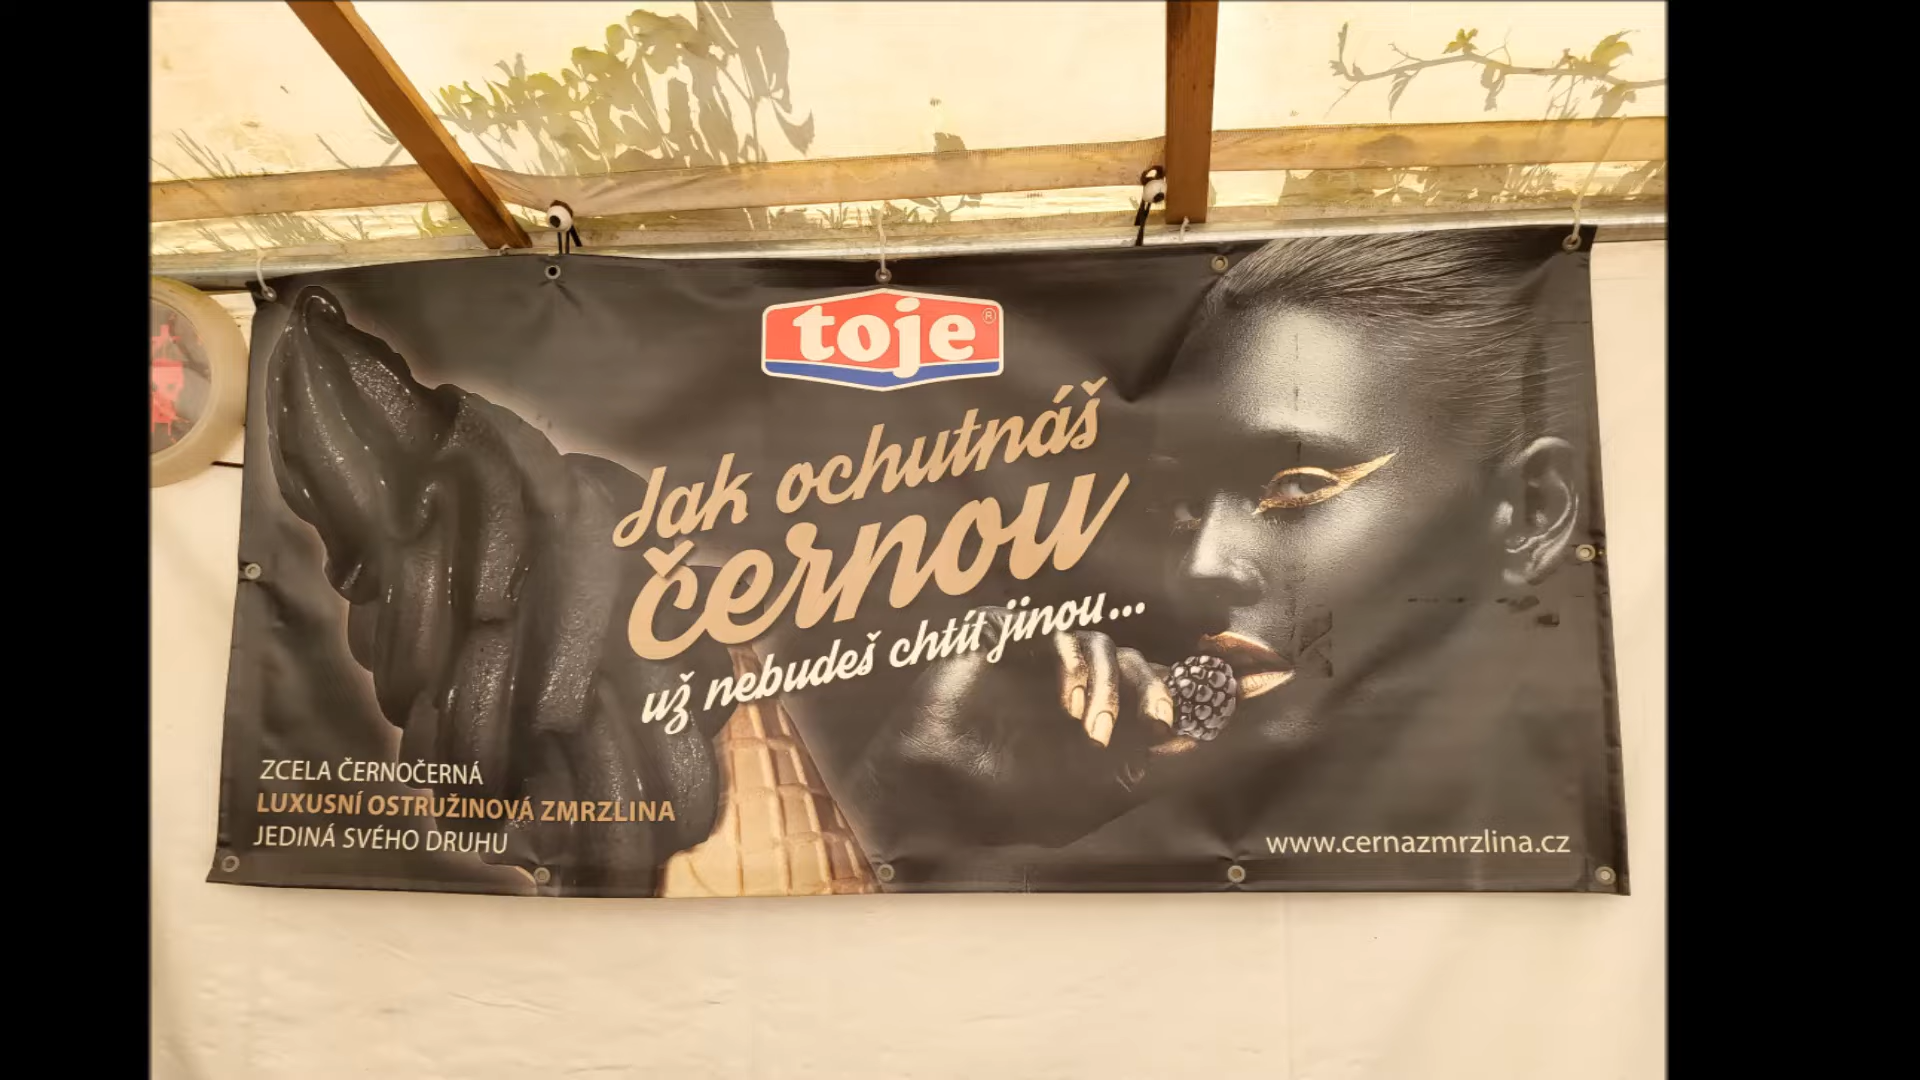 toje®
Jak ochutnáš
černou
už nebudeš chtít jinou...
ZCELA ČERNOČERNÁ
LUXUSNÍ OSTRUŽINOVÁ ZMRZLINA
JEDINÁ SVÉHO DRUHU
www.cernazmrzlina.cz